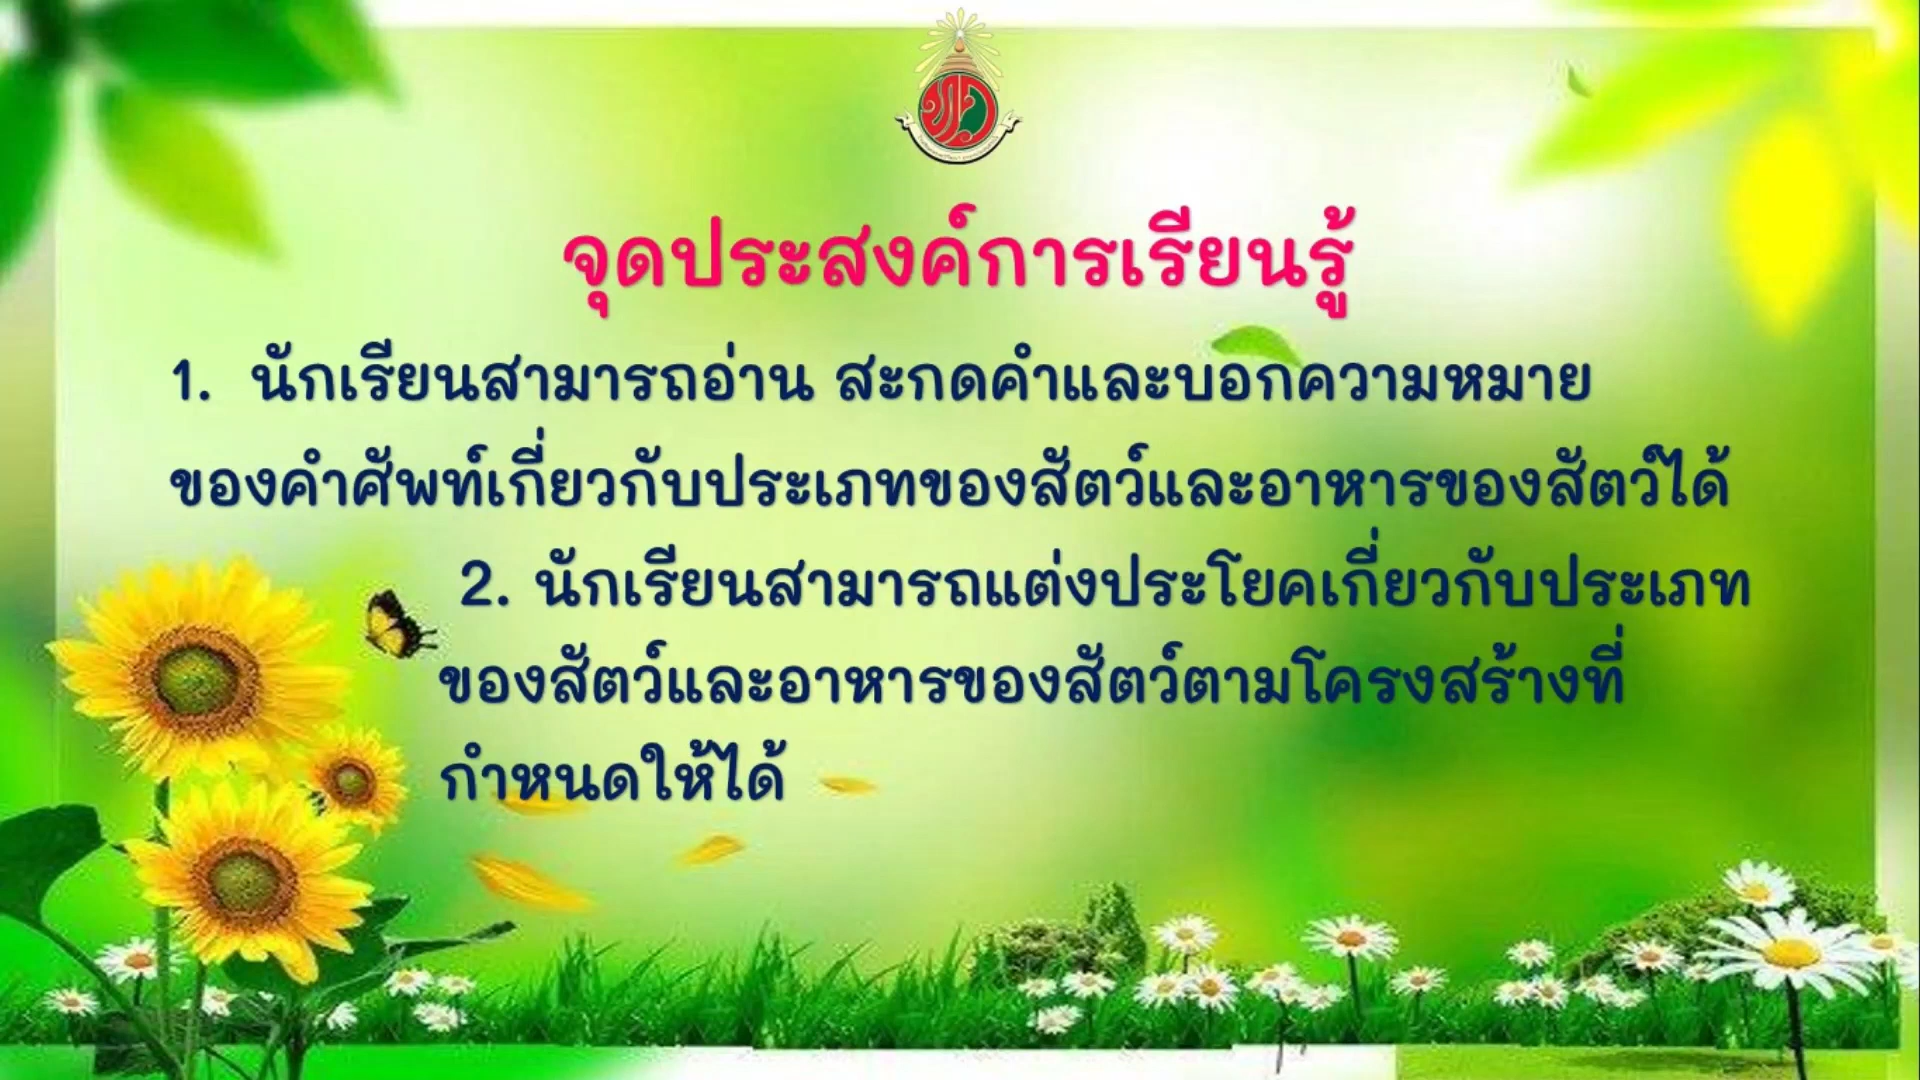 จุดประสงค์การเรียนรู้
1. นักเรียนสามารถอ่าน สะกดคำและบอกความหมาย
ของคำศัพท์เกี่ยวกับประเภทของสัตว์และอาหารของสัตว์ได้
2. นักเรียนสามารถแต่งประโยคเกี่ยวกับประเภท
ของสัตว์และอาหารของสัตว์ตามโครงสร้างที่
กำหนดให้ได้